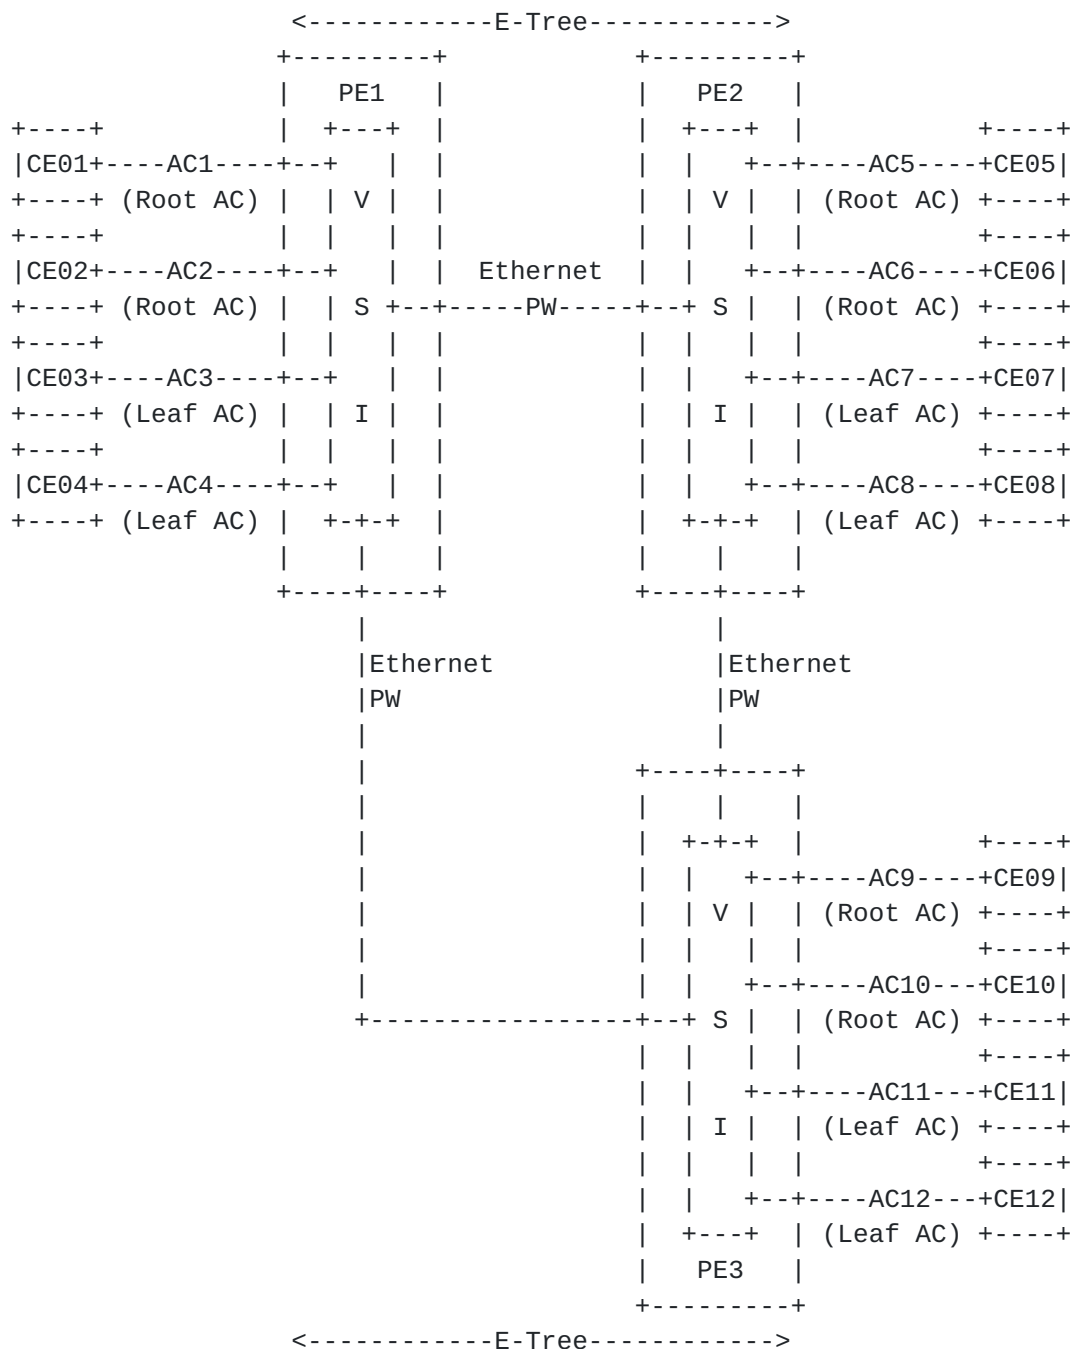 <------------E-Tree------------>
            +---------+            +---------+
            |   PE1   |            |   PE2   |
+----+          |  +---+  |            |  +---+  |           +----+
|CE01+----AC1----+--+   |  |            |  |   +--+----AC5----+CE05|
+----+ (Root AC) |  | V |  |            |  | V |  | (Root AC) +----+
+----+           |  |   |  |            |  |   |  |           +----+
|CE02+----AC2----+--+   |  |  Ethernet  |  |   +--+----AC6----+CE06|
+----+ (Root AC) |  | S +--+-----PW-----+--+ S |  | (Root AC) +----+
+----+           |  |   |  |            |  |   |  |           +----+
|CE03+----AC3----+--+   |  |            |  |   +--+----AC7----+CE07|
+----+ (Leaf AC) |  | I |  |            |  | I |  | (Leaf AC) +----+
+----+           |  |   |  |            |  |   |  |           +----+
|CE04+----AC4----+--+   |  |            |  |   +--+----AC8----+CE08|
+----+ (Leaf AC) |  +-+-+  |            |  +-+-+  | (Leaf AC) +----+
                 |    |    |            |    |    |
                 +----+----+            +----+----+
                      |                      |
                      |Ethernet              |Ethernet
                      |PW                    |PW
                      |                      |
                      |                 +----+----+
                      |                 |    |    |
                      |                 |  +-+-+  |           +----+
                      |                 |  |   +--+----AC9----+CE09|
                      |                 |  | V |  | (Root AC) +----+
                      |                 |  |   |  |           +----+
                      |                 |  |   +--+----AC10---+CE10|
                      +-----------------+--+ S |  | (Root AC) +----+
                                        |  |   |  |           +----+
                                        |  |   +--+----AC11---+CE11|
                                        |  | I |  | (Leaf AC) +----+
                                        |  |   |  |           +----+
                                        |  |   +--+----AC12---+CE12|
                                        |  +---+  | (Leaf AC) +----+
                                        |   PE3   |
                                        +---------+
                  <------------E-Tree------------>